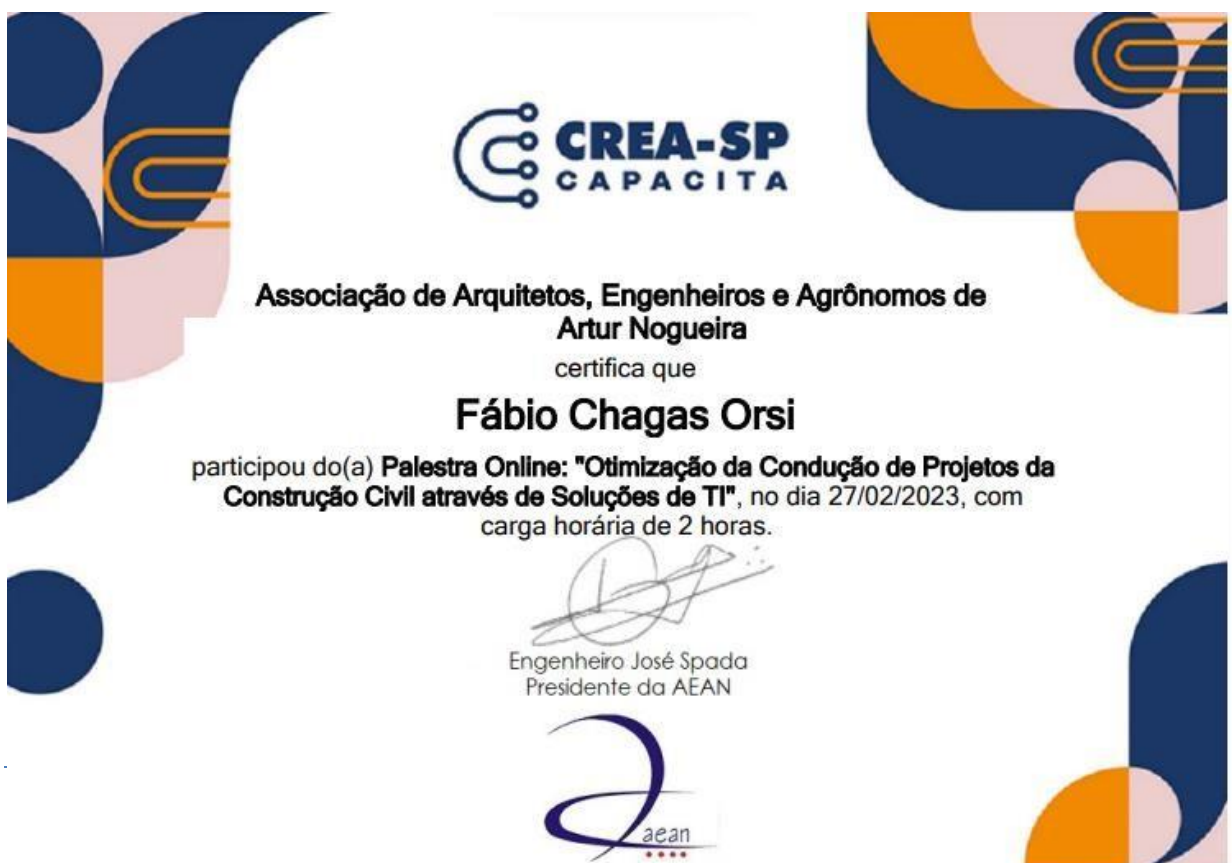 CREA-SP
CAPACITA
Associação de Arquitetos, Engenheiros e Agrônomos de
Artur Nogueira
certifica que
Fábio Chagas Orsi
participou do(a) Palestra Online: "Otimização da Condução de Projetos da
Construção Civil através de Soluções de TI", no dia 27/02/2023, com
carga horária de 2 horas.
Engenheiro José Spada
Presidente da AEAN
aean